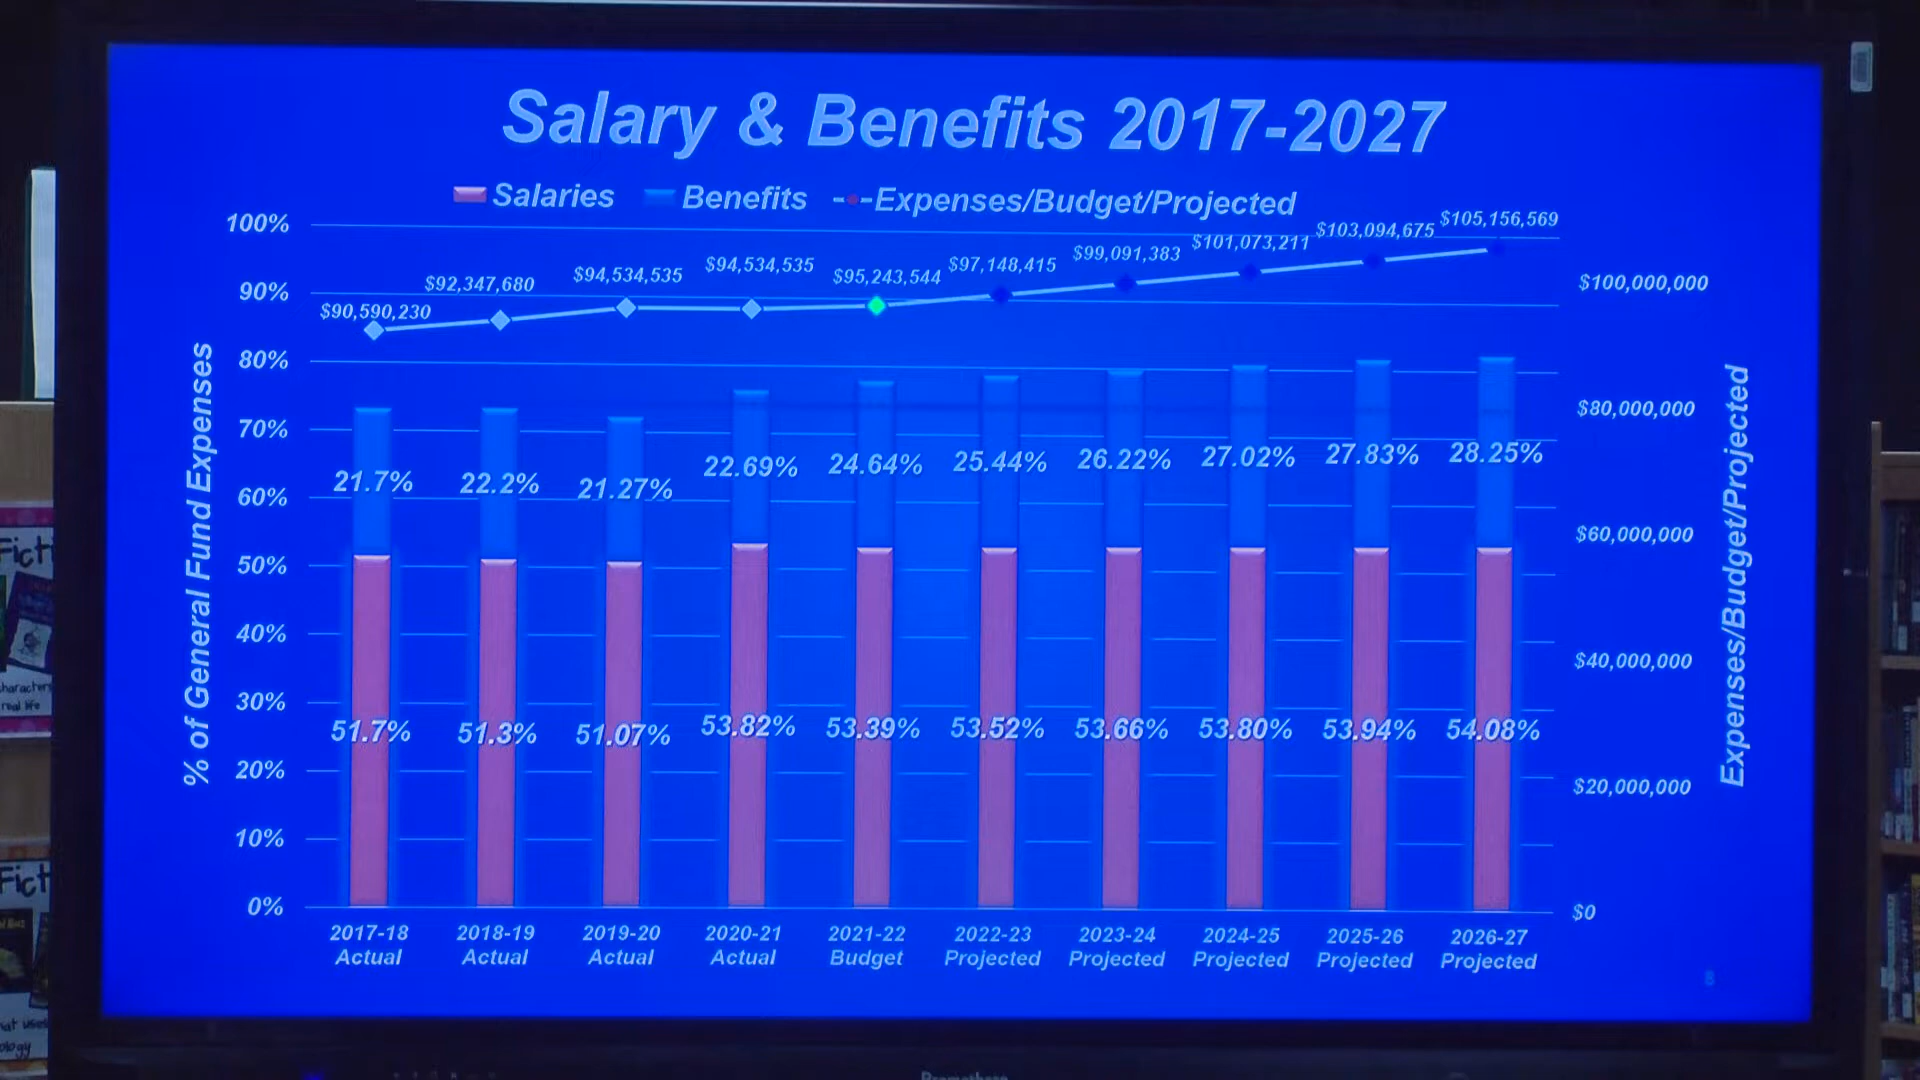 Salary & Benefits 2017-2027
Salaries Benefits Expenses/Budget/Projected
$90,590,230 $92,347,680 $94,534,535 $94,534,535 $95,243,544 $97,148,415 $99,091,383 $101,073,211 $103,094,675 $105,156,569
% of General Fund Expenses
100%
90%
80%
70%
60%
50%
40%
30%
20%
10%
0%
21.7% 22.2% 21.27% 22.69% 24.64% 25.44% 26.22% 27.02% 27.83% 28.25%
51.7% 51.3% 51.07% 53.82% 53.39% 53.52% 53.66% 53.80% 53.94% 54.08%
$100,000,000
$80,000,000
$60,000,000
$40,000,000
$20,000,000
$0
Expenses/Budget/Projected
2017-18 2018-19 2019-20 2020-21 2021-22 2022-23 2023-24 2024-25 2025-26 2026-27
Actual Actual Actual Actual Budget Projected Projected Projected Projected Projected
8
Ficti
real life
Fict